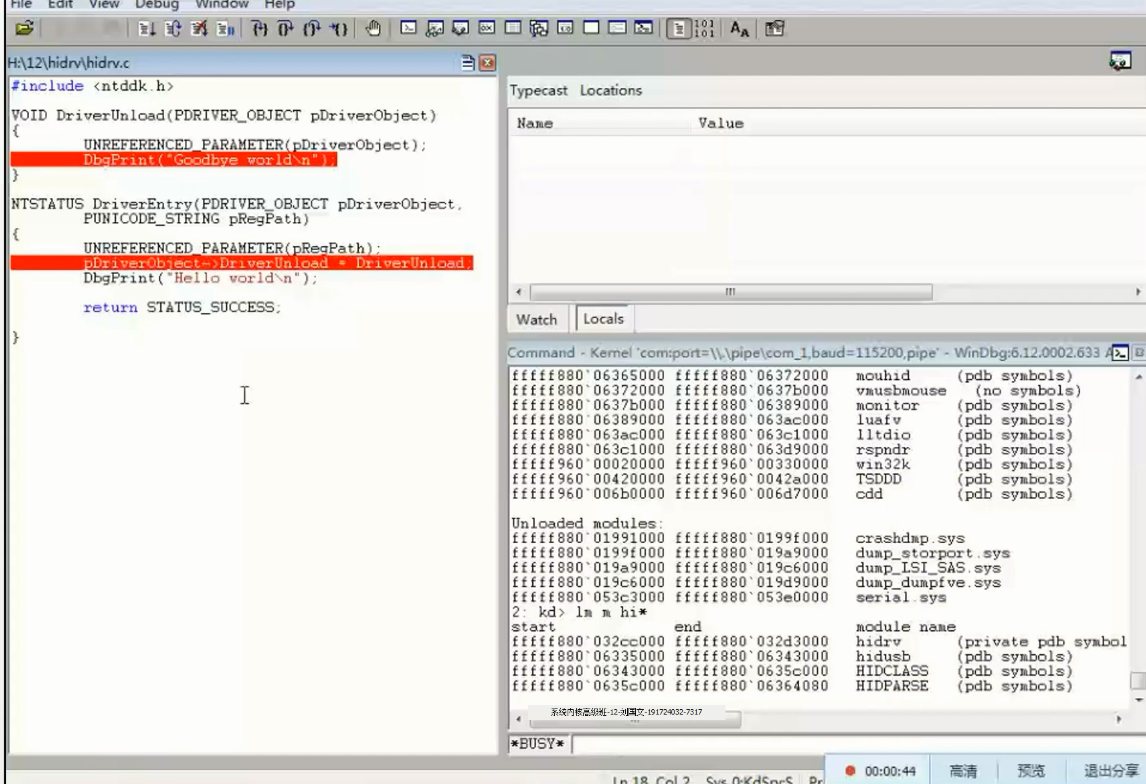 File Edit View Debug Window Help
H:\12\hidrv\hidrv.c
#include <ntddk.h>
VOID DriverUnload(PDRIVER_OBJECT pDriverObject)
{
UNREFERENCED_PARAMETER(pDriverObject);
DbgPrint("Goodbye world\n");
}
NTSTATUS DriverEntry(PDRIVER_OBJECT pDriverObject,
PUNICODE_STRING pRegPath)
{
UNREFERENCED_PARAMETER(pRegPath);
pDriverObject->DriverUnload = DriverUnload;
DbgPrint("Hello world\n");
return STATUS_SUCCESS;
}
Typecast Locations
Name Value
Watch Locals
Command - Kernel 'com:port=\\.\pipe\com_1,baud=115200,pipe' - WinDbg:6.12.0002.633 A
fffff880`06365000 fffff880`06372000 mouhid (pdb symbols)
fffff880`06372000 fffff880`0637b000 vmusbmouse (no symbols)
fffff880`0637b000 fffff880`06389000 monitor (pdb symbols)
fffff880`06389000 fffff880`063ac000 luafv (pdb symbols)
fffff880`063ac000 fffff880`063c1000 lltdio (pdb symbols)
fffff880`063c1000 fffff880`063d9000 rspndr (pdb symbols)
fffff960`00020000 fffff960`00330000 win32k (pdb symbols)
fffff960`00420000 fffff960`0042a000 TSDDD (pdb symbols)
fffff960`006b0000 fffff960`006d7000 cdd (pdb symbols)
Unloaded modules:
fffff880`01991000 fffff880`0199f000 crashdmp.sys
fffff880`0199f000 fffff880`019a9000 dump_storport.sys
fffff880`019a9000 fffff880`019c6000 dump_LSI_SAS.sys
fffff880`019c6000 fffff880`019d9000 dump_dumpfve.sys
fffff880`053c3000 fffff880`053e0000 serial.sys
2: kd> lm m hi*
start end module name
fffff880`032cc000 fffff880`032d3000 hidrv (private pdb symbol
fffff880`06335000 fffff880`06343000 hidusb (pdb symbols)
fffff880`06343000 fffff880`0635c000 HIDCLASS (pdb symbols)
fffff880`0635c000 fffff880`06364080 HIDPARSE (pdb symbols)
系统内核高级班-12-刘国文-191724032-7317
*BUSY*
Ln 18, Col 2 Sys 0:KdSrv:S Pr
00:00:44 高清 预览 退出分享